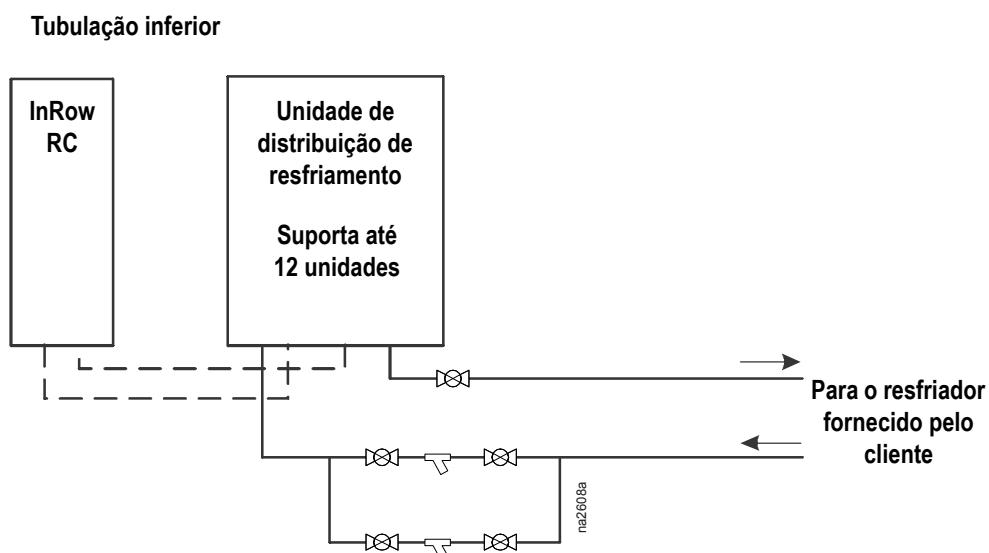 Tubulação inferior
InRow
RC
Unidade de
distribuição de
resfriamento
Suporta até
12 unidades
Para o resfriador
fornecido pelo
cliente
na2608a